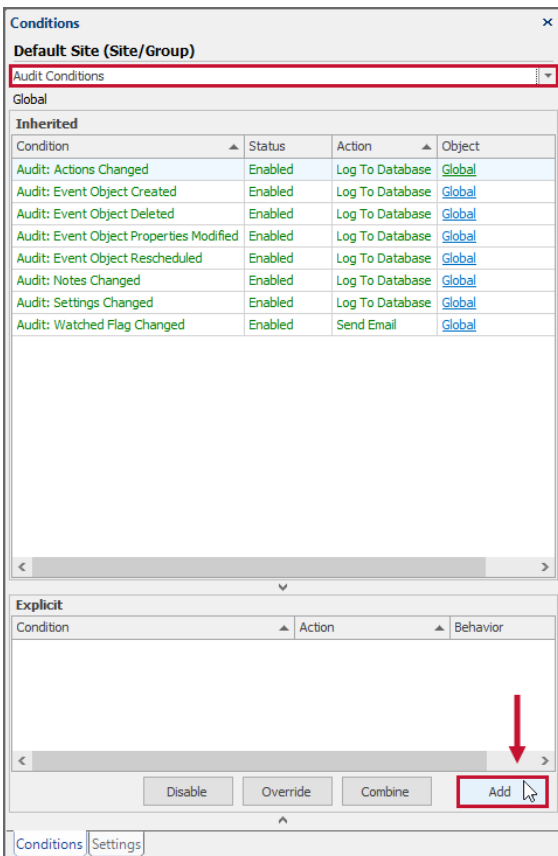 Conditions
Default Site (Site/Group)
Audit Conditions
Global
Inherited
Condition Status Action Object
Audit: Actions Changed Enabled Log To Database Global
Audit: Event Object Created Enabled Log To Database Global
Audit: Event Object Deleted Enabled Log To Database Global
Audit: Event Object Properties Modified Enabled Log To Database Global
Audit: Event Object Rescheduled Enabled Log To Database Global
Audit: Notes Changed Enabled Log To Database Global
Audit: Settings Changed Enabled Log To Database Global
Audit: Watched Flag Changed Enabled Send Email Global
Explicit
Condition Action Behavior
Disable Override Combine Add
Conditions Settings